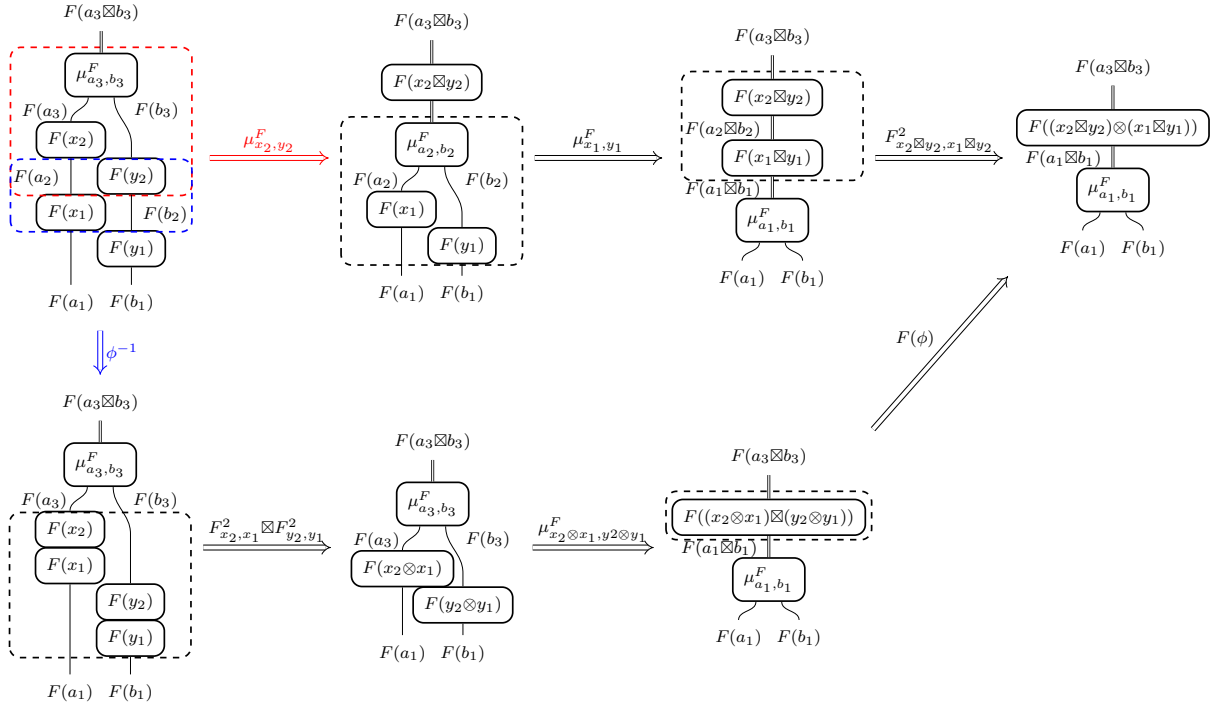 F(a₃⊠b₃)
μ^F_{a₃,b₃}
F(a₃)
F(b₃)
F(x₂)
F(a₂)
F(y₂)
F(x₁)
F(b₂)
F(y₁)
F(a₁)
F(b₁)
μ^F_{x₂,y₂}
F(a₃⊠b₃)
F(x₂⊠y₂)
μ^F_{a₂,b₂}
F(a₂)
F(b₂)
F(x₁)
F(y₁)
F(a₁)
F(b₁)
μ^F_{x₁,y₁}
F(a₃⊠b₃)
F(x₂⊠y₂)
F(a₂⊠b₂)
F(x₁⊠y₁)
F(a₁⊠b₁)
μ^F_{a₁,b₁}
F(a₁)
F(b₁)
F²_{x₂⊠y₂,x₁⊠y₂}
F(a₃⊠b₃)
F((x₂⊠y₂)⊗(x₁⊠y₁))
F(a₁⊠b₁)
μ^F_{a₁,b₁}
F(a₁)
F(b₁)
ϕ⁻¹
F(ϕ)
F(a₃⊠b₃)
μ^F_{a₃,b₃}
F(a₃)
F(b₃)
F(x₂)
F(x₁)
F(y₂)
F(y₁)
F(a₁)
F(b₁)
F²_{x₂,x₁}⊠F²_{y₂,y₁}
F(a₃⊠b₃)
μ^F_{a₃,b₃}
F(a₃)
F(b₃)
F(x₂⊗x₁)
F(y₂⊗y₁)
F(a₁)
F(b₁)
μ^F_{x₂⊗x₁,y2⊗y₁}
F(a₃⊠b₃)
F((x₂⊗x₁)⊠(y₂⊗y₁))
F(a₁⊠b₁)
μ^F_{a₁,b₁}
F(a₁)
F(b₁)